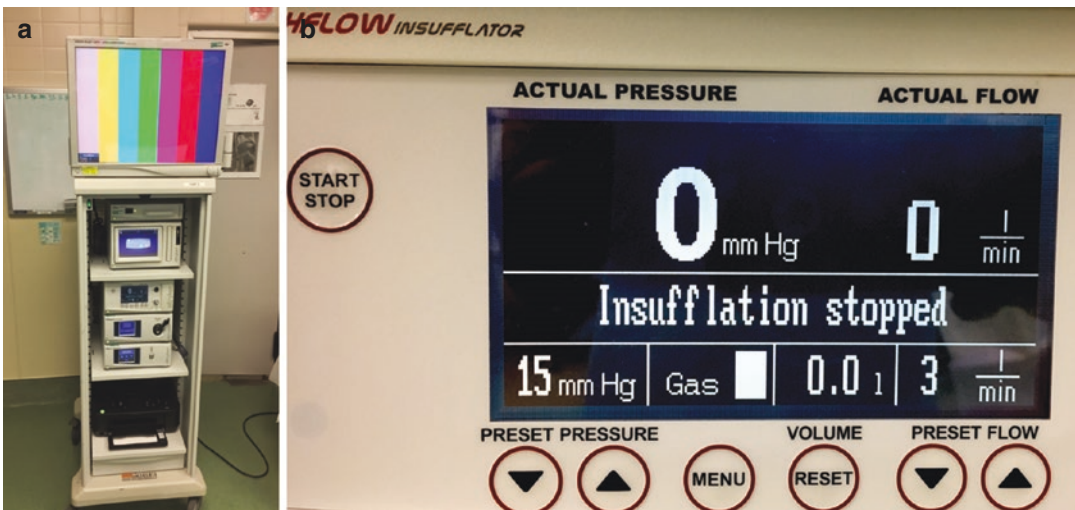 a
b
HFLOW INSUFFLATOR
ACTUAL PRESSURE ACTUAL FLOW
START
STOP
0 mm Hg 0 l/min
Insufflation stopped
15 mm Hg Gas 0.0 l 3 l/min
PRESET PRESSURE VOLUME PRESET FLOW
MENU RESET